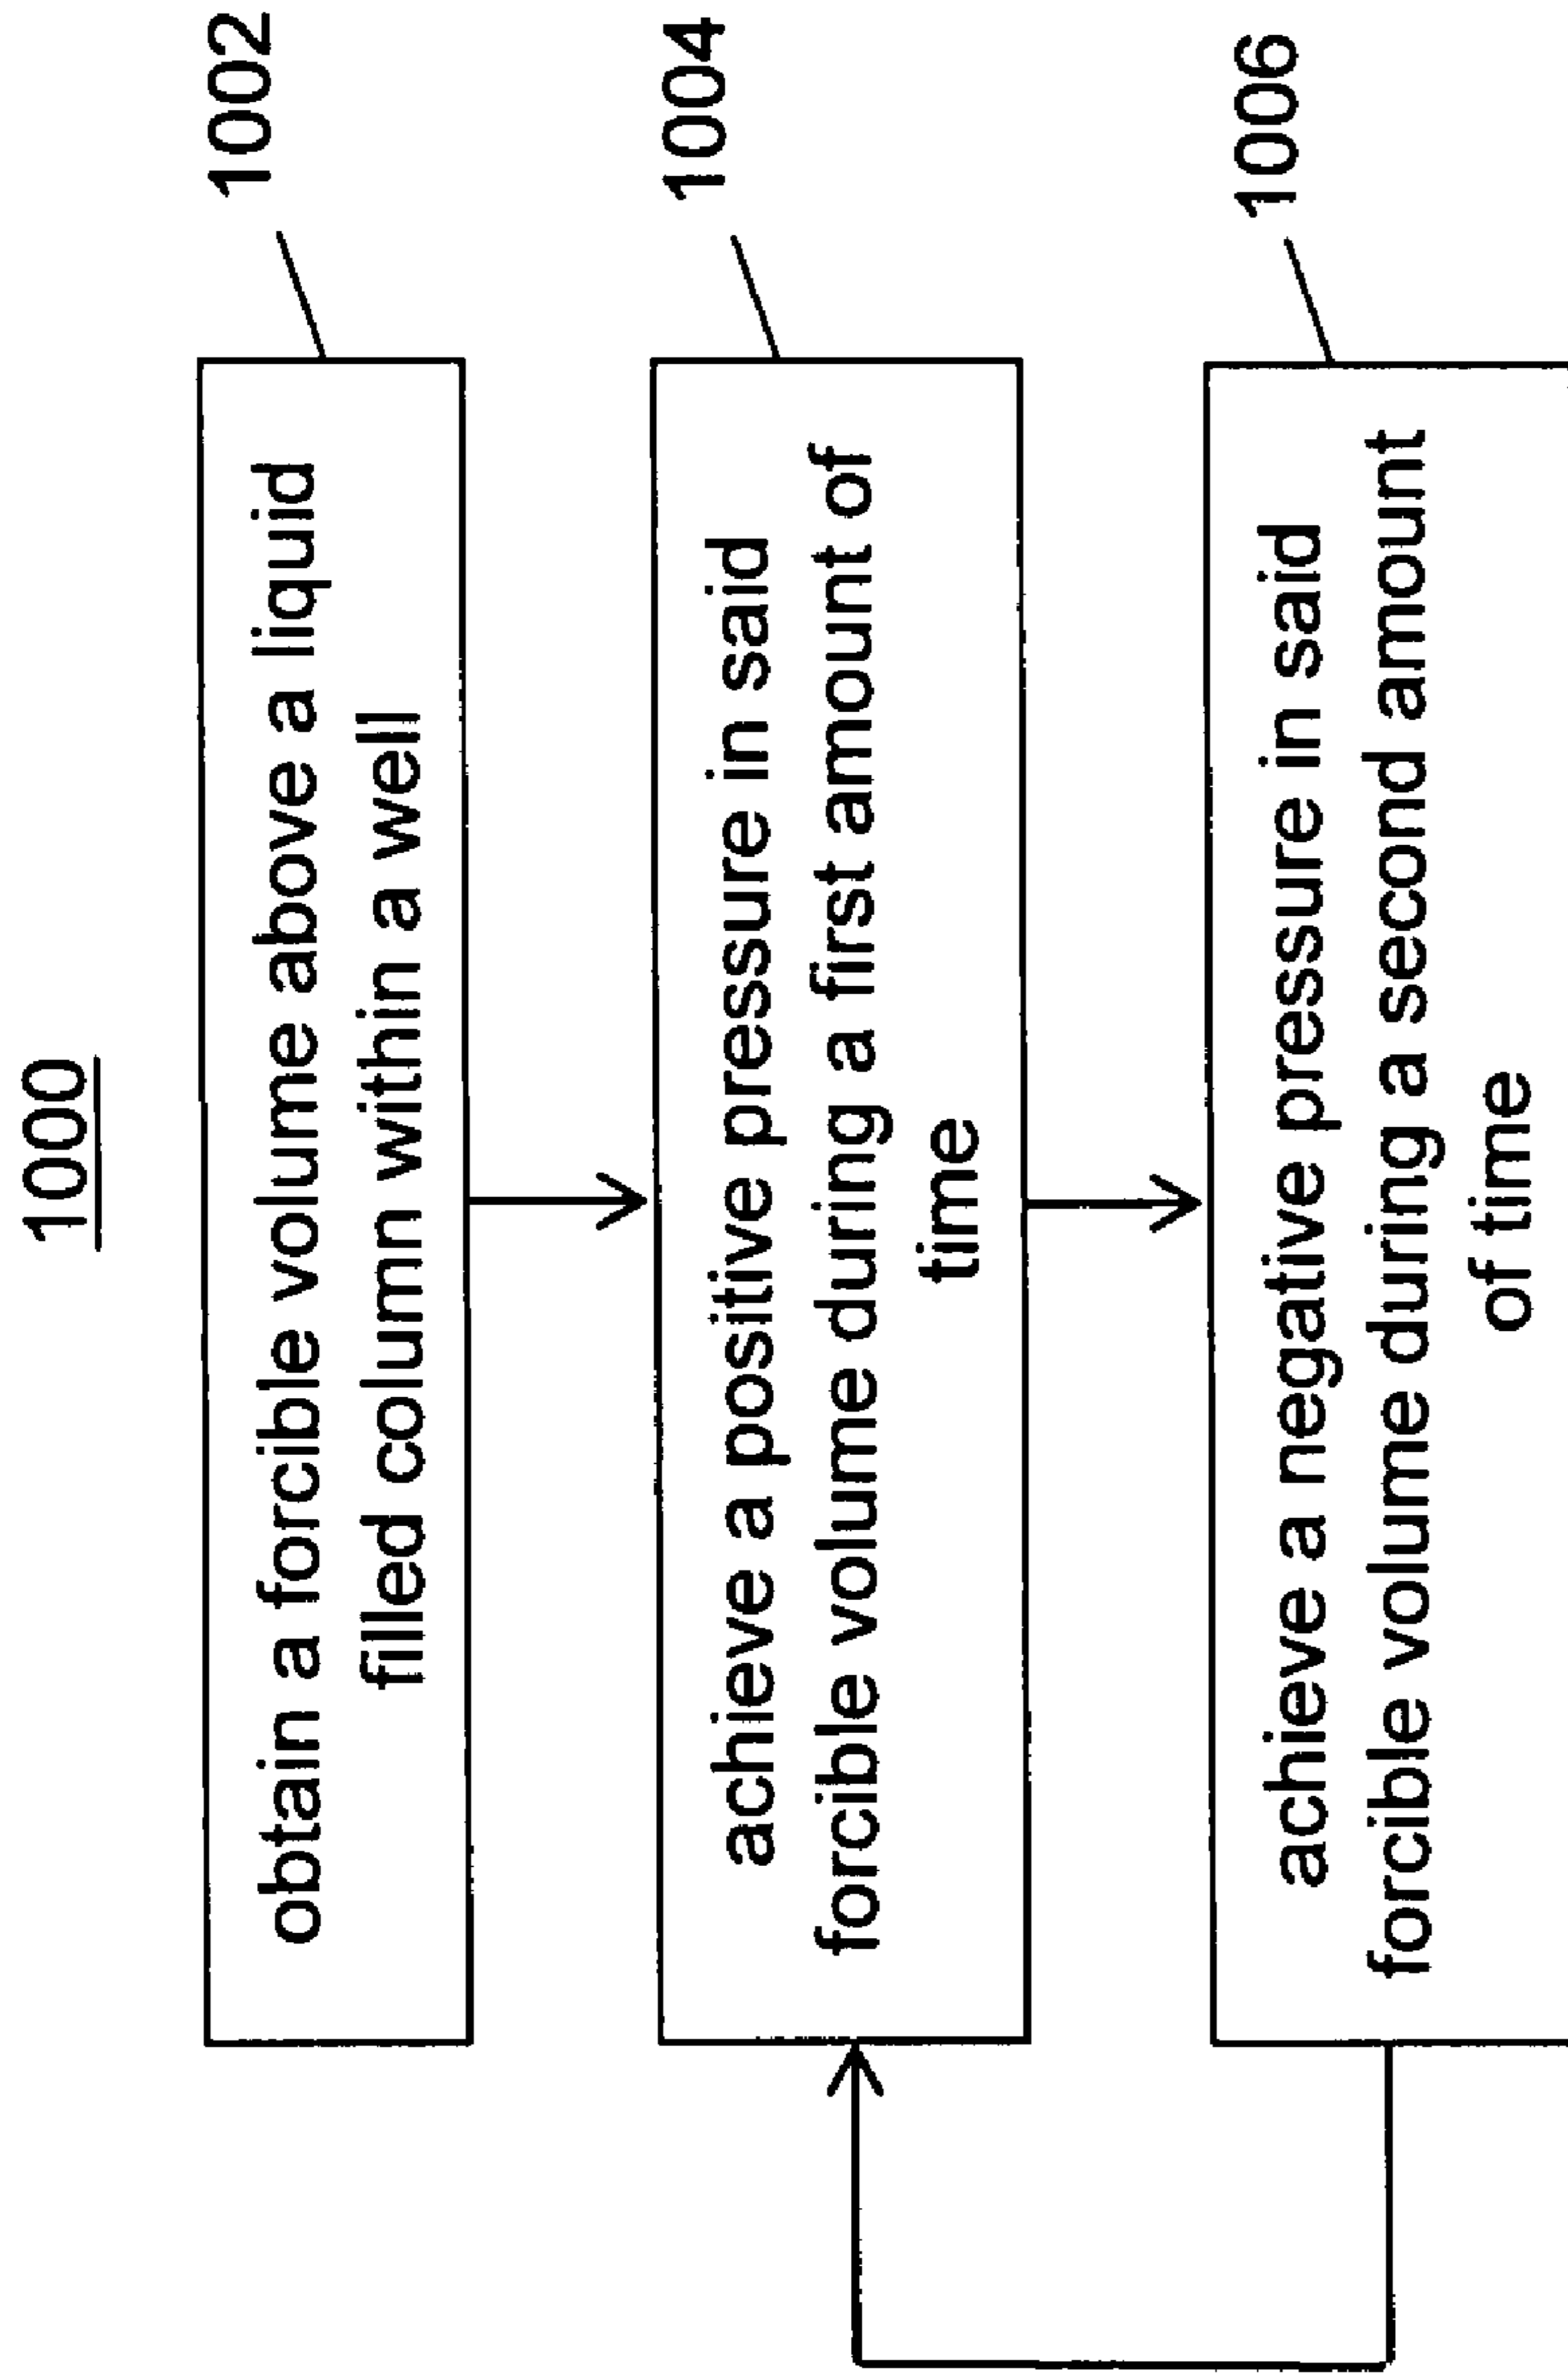 1000
obtain a forcible volume above a liquid
filled column within a well
1002
achieve a positive pressure in said
forcible volume during a first amount of
time
1004
achieve a negative pressure in said
forcible volume during a second amount
of time
1006